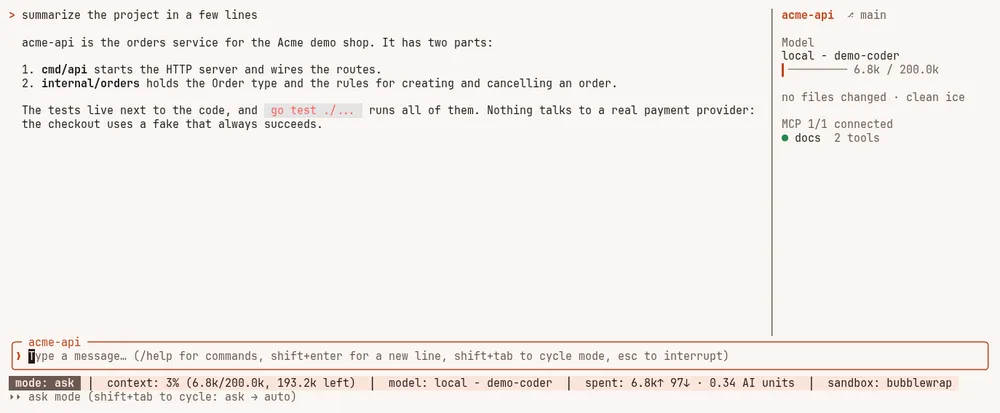 > summarize the project in a few lines
acme-api is the orders service for the Acme demo shop. It has two parts:
1. cmd/api starts the HTTP server and wires the routes.
2. internal/orders holds the Order type and the rules for creating and cancelling an order.
The tests live next to the code, and go test ./... runs all of them. Nothing talks to a real payment provider:
the checkout uses a fake that always succeeds.
acme-api ⎇ main
Model
local - demo-coder
6.8k / 200.0k
no files changed · clean ice
MCP 1/1 connected
● docs 2 tools
acme-api
❯ Type a message… (/help for commands, shift+enter for a new line, shift+tab to cycle mode, esc to interrupt)
mode: ask | context: 3% (6.8k/200.0k, 193.2k left) | model: local - demo-coder | spent: 6.8k↑ 97↓ · 0.34 AI units | sandbox: bubblewrap
▸▸ ask mode (shift+tab to cycle: ask → auto)